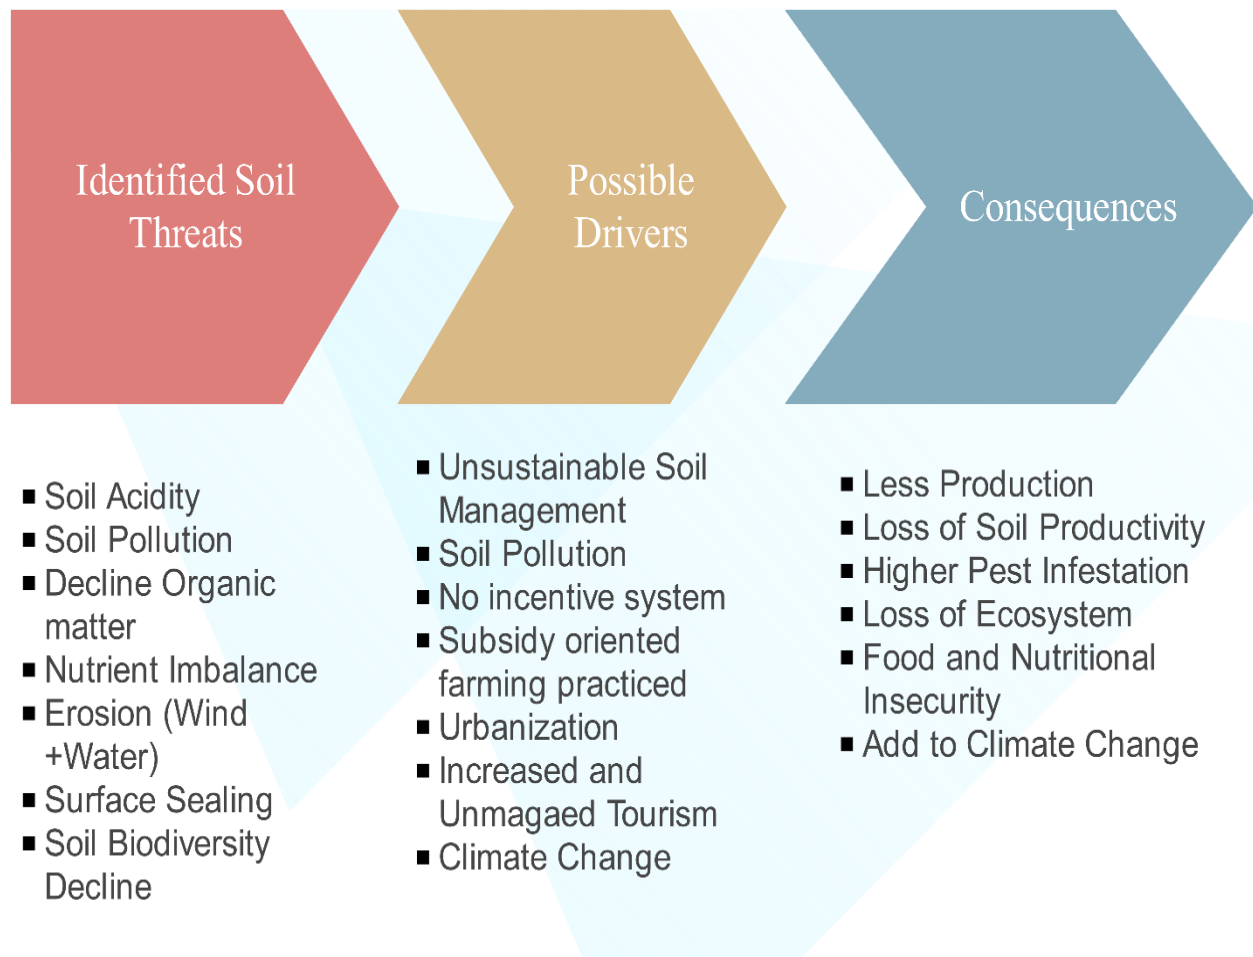 Identified Soil
Threats
Possible
Drivers
Consequences
▪ Soil Acidity
▪ Soil Pollution
▪ Decline Organic
matter
▪ Nutrient Imbalance
▪ Erosion (Wind
+Water)
▪ Surface Sealing
▪ Soil Biodiversity
Decline
▪ Unsustainable Soil
Management
▪ Soil Pollution
▪ No incentive system
▪ Subsidy oriented
farming practiced
▪ Urbanization
▪ Increased and
Unmagaed Tourism
▪ Climate Change
▪ Less Production
▪ Loss of Soil Productivity
▪ Higher Pest Infestation
▪ Loss of Ecosystem
▪ Food and Nutritional
Insecurity
▪ Add to Climate Change